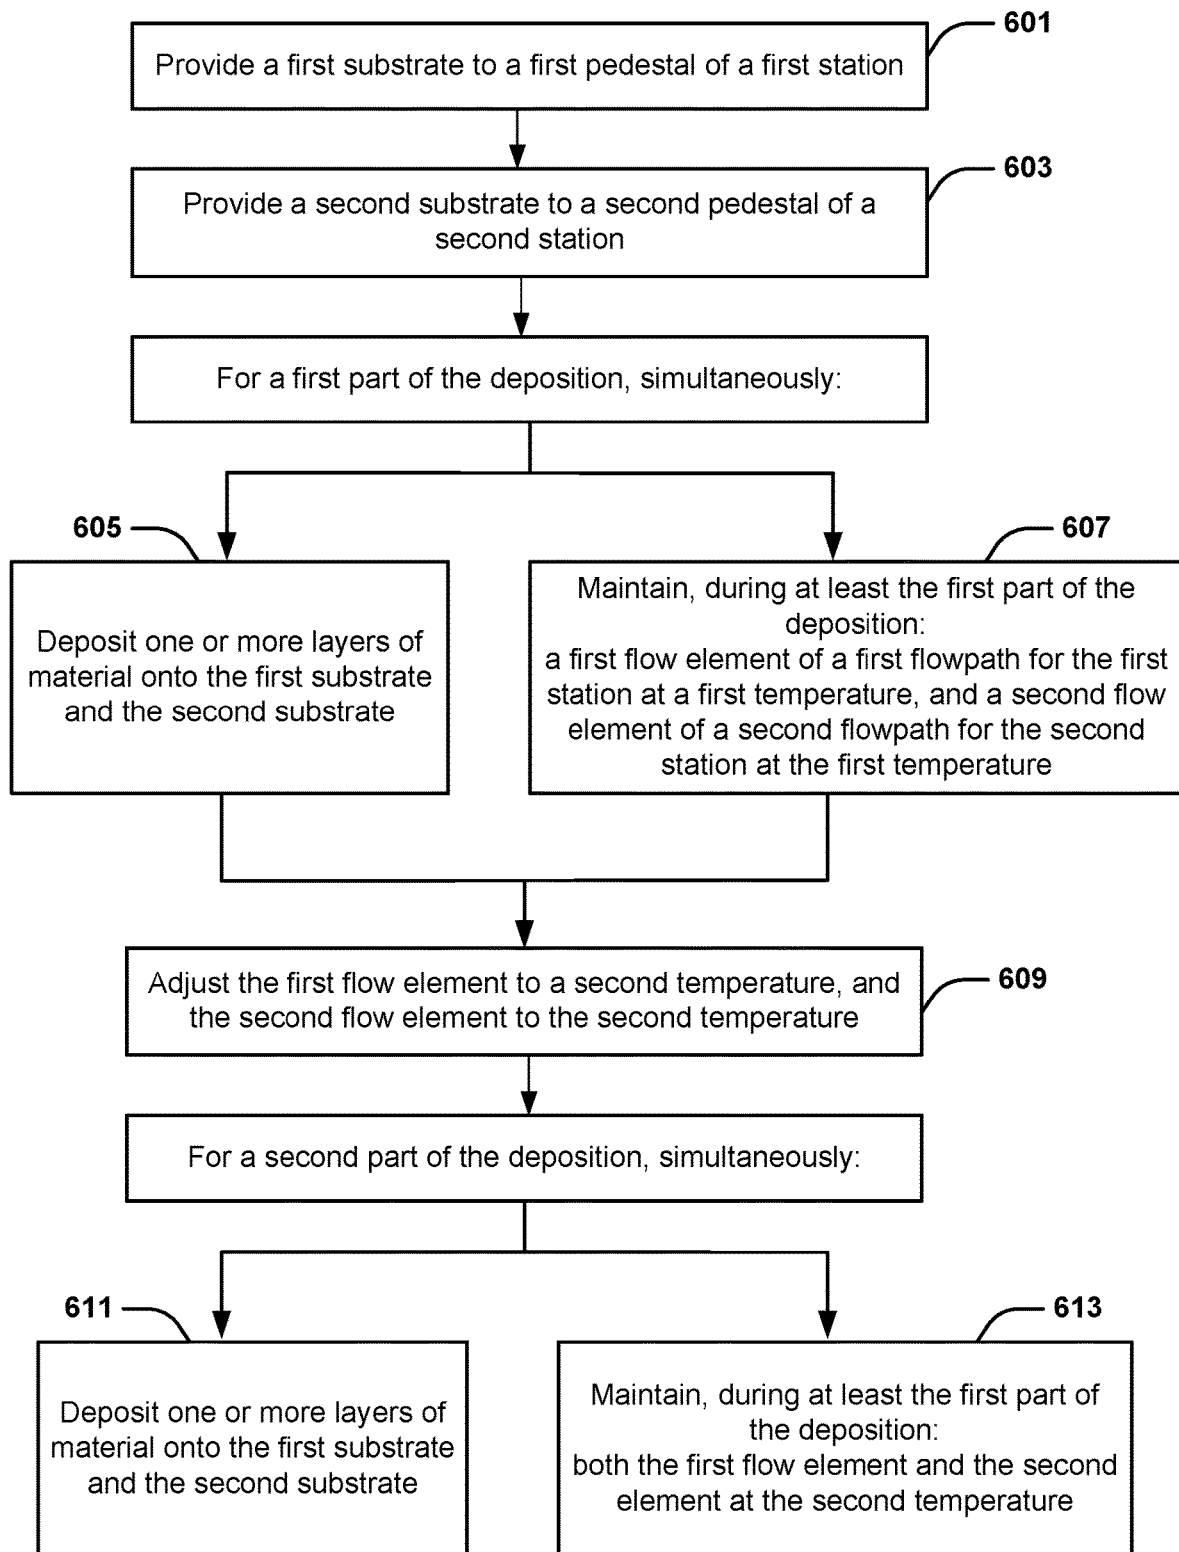 601
Provide a first substrate to a first pedestal of a first station
603
Provide a second substrate to a second pedestal of a
second station
For a first part of the deposition, simultaneously:
605
Deposit one or more layers of
material onto the first substrate
and the second substrate
607
Maintain, during at least the first part of the
deposition:
a first flow element of a first flowpath for the first
station at a first temperature, and a second flow
element of a second flowpath for the second
station at the first temperature
609
Adjust the first flow element to a second temperature, and
the second flow element to the second temperature
For a second part of the deposition, simultaneously:
611
Deposit one or more layers of
material onto the first substrate
and the second substrate
613
Maintain, during at least the first part of
the deposition:
both the first flow element and the second
element at the second temperature